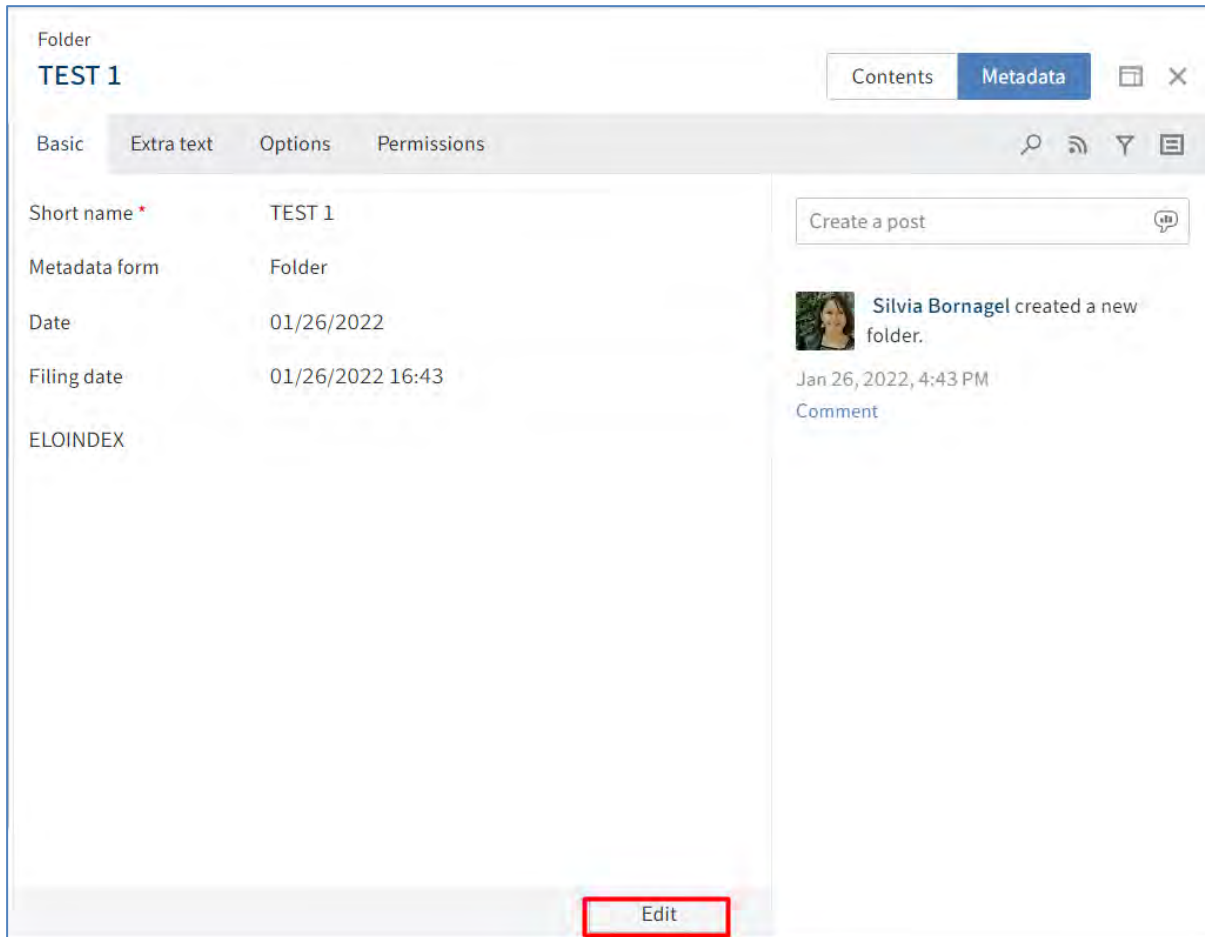 Folder
TEST 1
Contents
Metadata
Basic
Extra text
Options
Permissions
Short name *
TEST 1
Metadata form
Folder
Date
01/26/2022
Filing date
01/26/2022 16:43
ELOINDEX
Edit
Create a post
Silvia Bornagel created a new
folder.
Jan 26, 2022, 4:43 PM
Comment